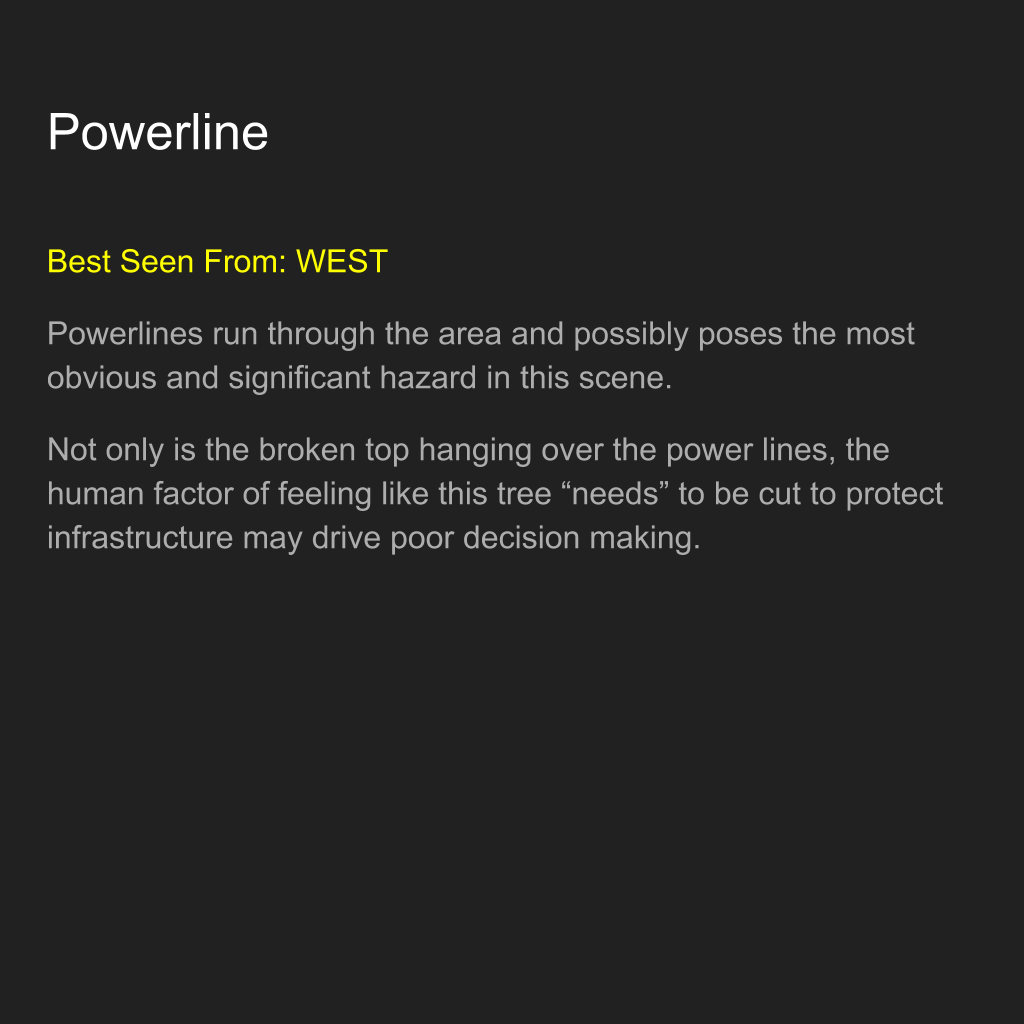 Powerline
Best Seen From: WEST
Powerlines run through the area and possibly poses the most
obvious and significant hazard in this scene.
Not only is the broken top hanging over the power lines, the
human factor of feeling like this tree “needs” to be cut to protect
infrastructure may drive poor decision making.